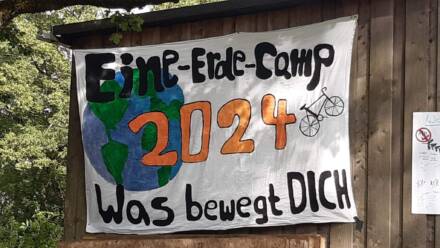 Eine-Erde-Camp
2024
Was bewegt DICH